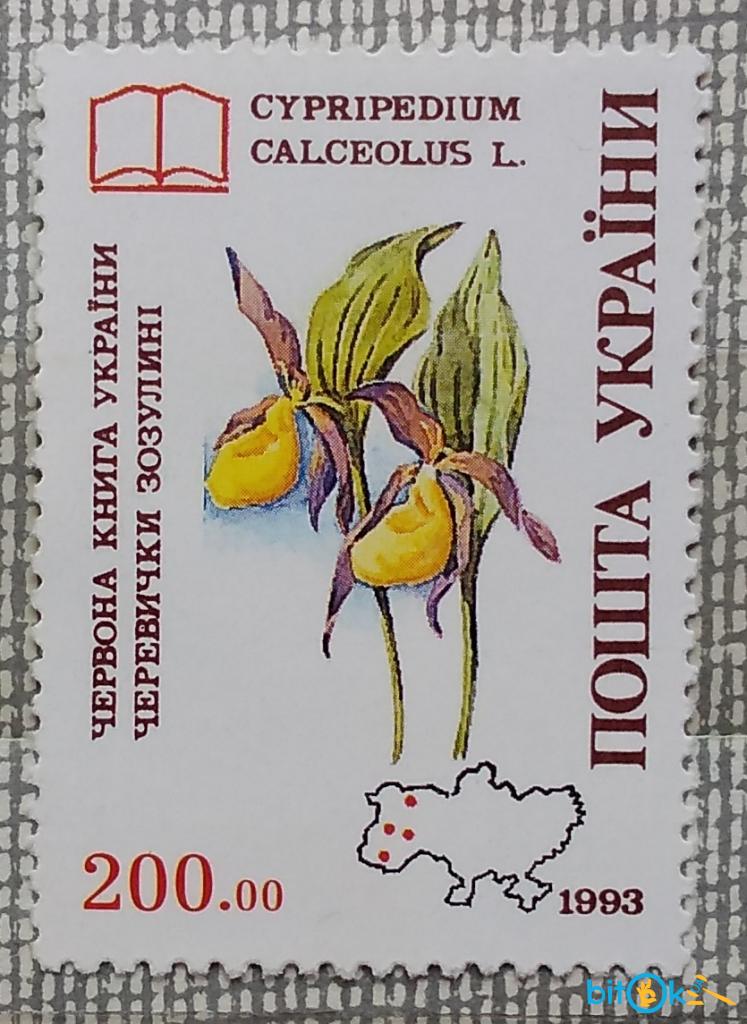 CYPRIPEDIUM
CALCEOLUS L.
ЧЕРВОНА КНИГА УКРАЇНИ
ЧЕРЕВИЧКИ ЗОЗУЛИНІ
ПОШТА УКРАЇНИ
200.00
1993
bitok